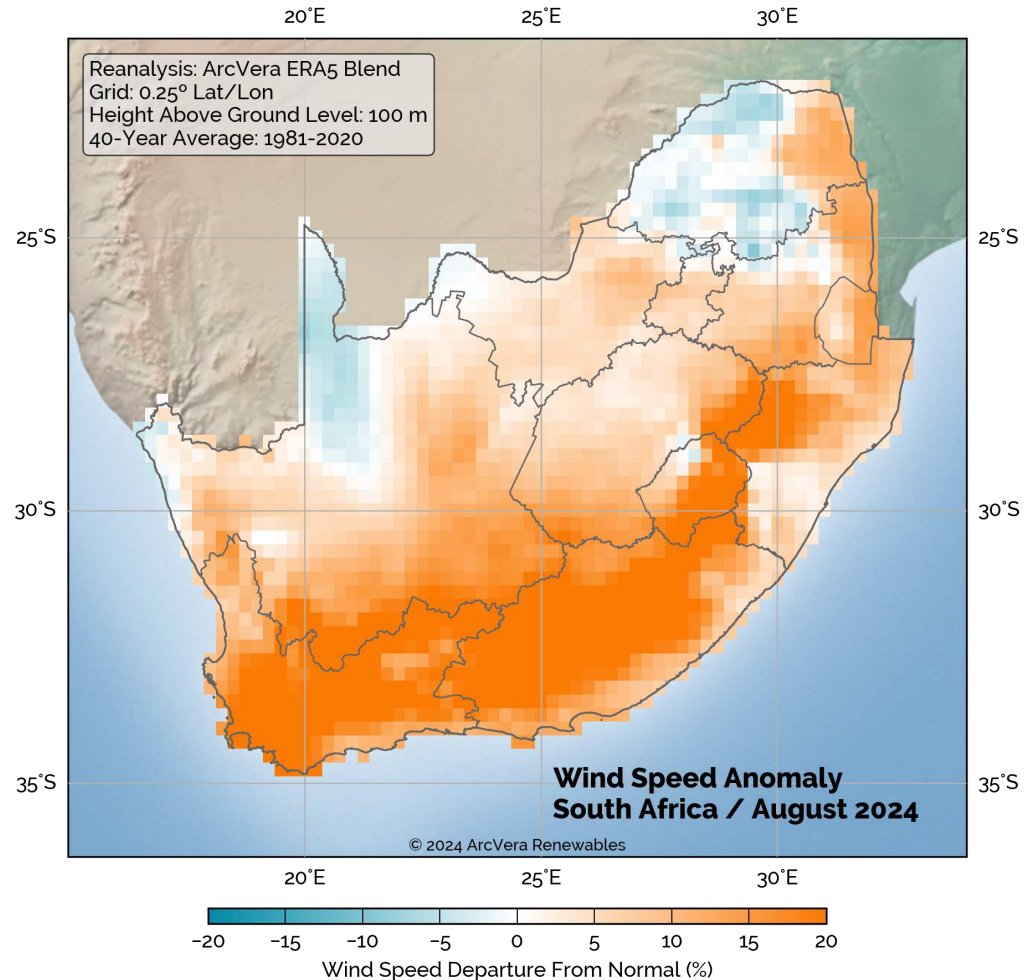 20°E 25°E 30°E
Reanalysis: ArcVera ERA5 Blend
Grid: 0.25º Lat/Lon
Height Above Ground Level: 100 m
40-Year Average: 1981-2020
25°S 25°S
30°S 30°S
35°S 35°S
Wind Speed Anomaly
South Africa / August 2024
© 2024 ArcVera Renewables
20°E 25°E 30°E
−20 −15 −10 −5 0 5 10 15 20
Wind Speed Departure From Normal (%)